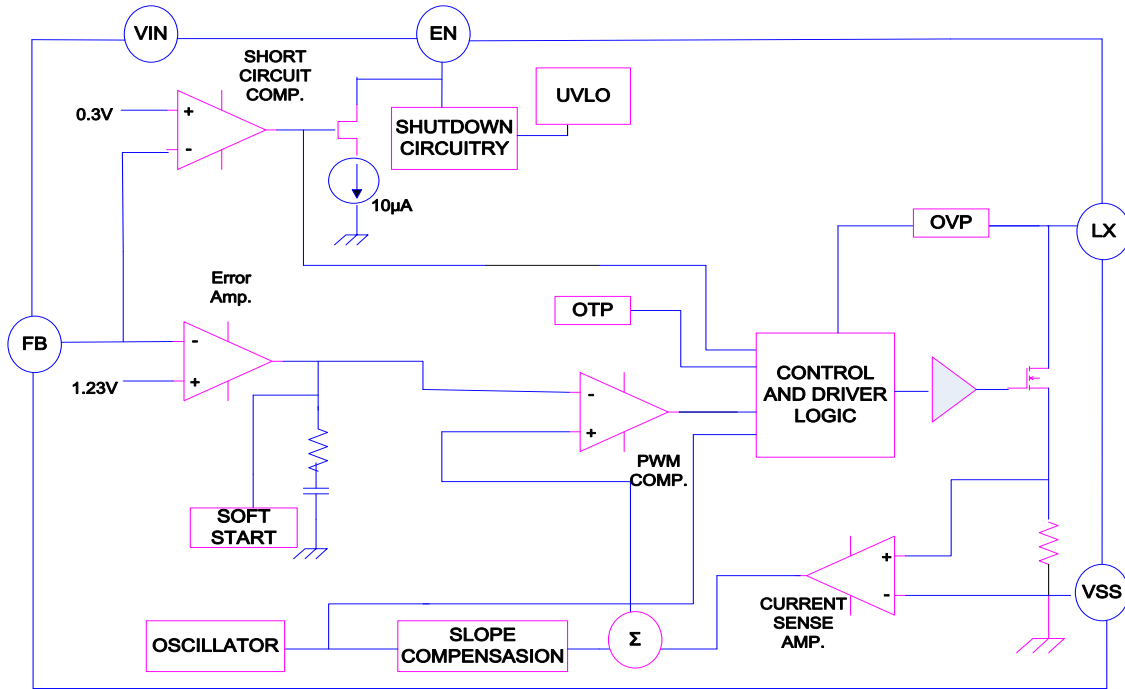 VIN
EN
SHORT
CIRCUIT
COMP.
UVLO
0.3V
+
-
SHUTDOWN
CIRCUITRY
10µA
OVP
LX
Error
Amp.
OTP
FB
-
+
1.23V
CONTROL
AND DRIVER
LOGIC
-
+
PWM
COMP.
SOFT
START
+
-
CURRENT
SENSE
AMP.
VSS
OSCILLATOR
SLOPE
COMPENSASION
Σ